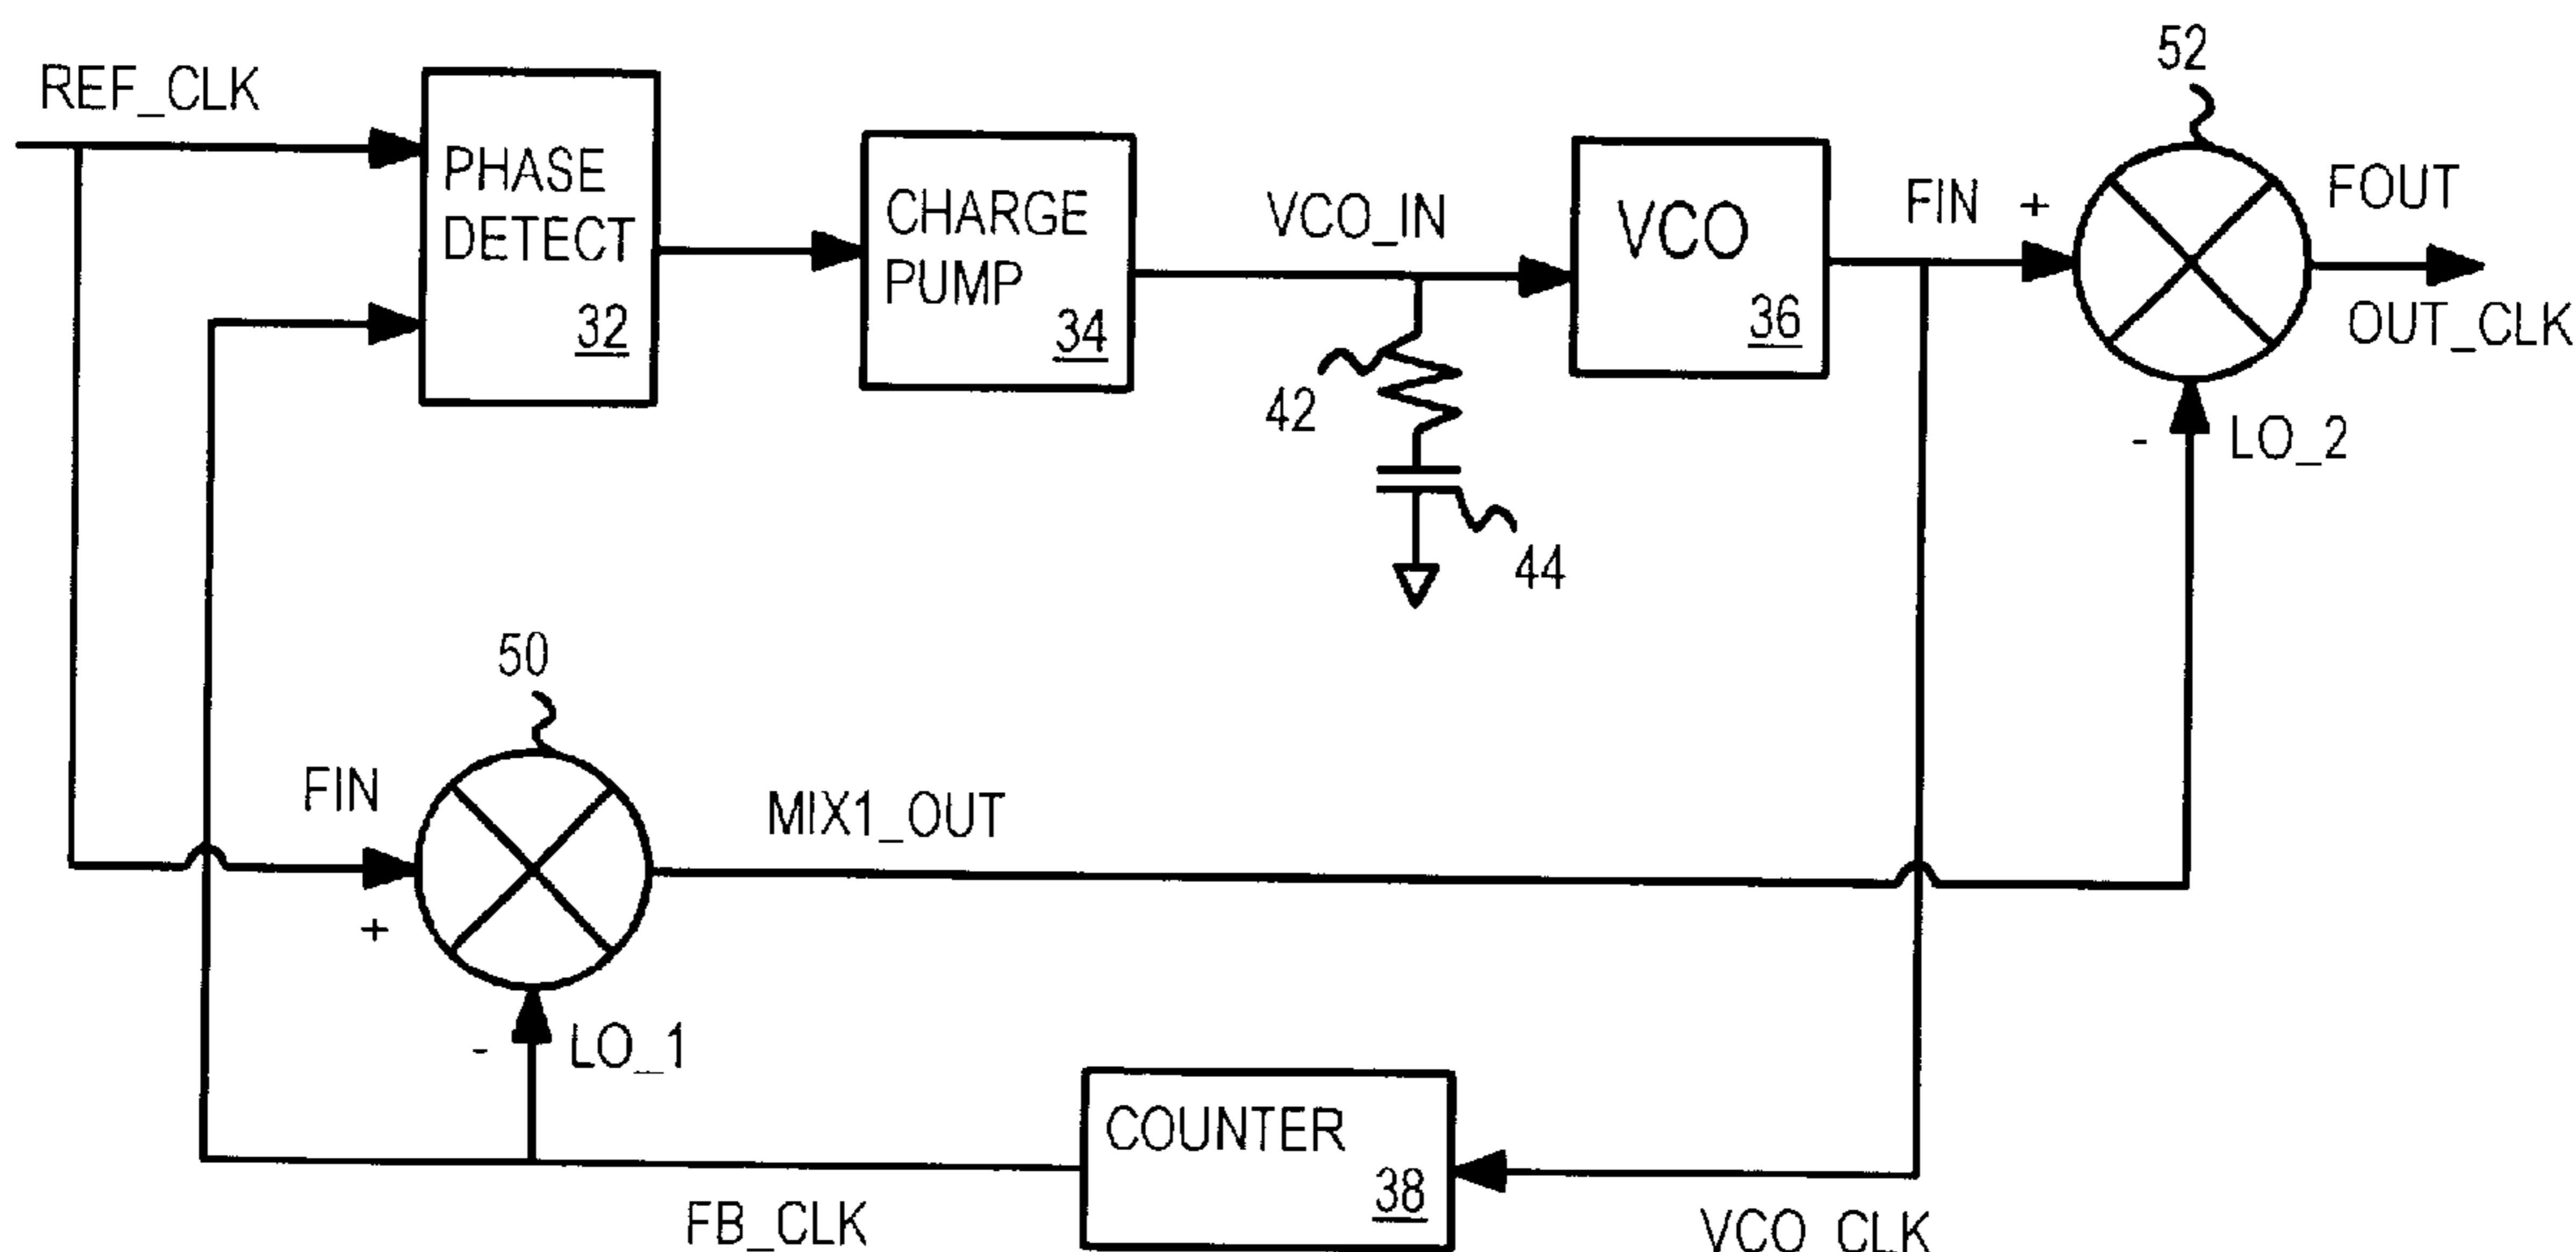 52
REF_CLK
PHASE
DETECT
32
CHARGE
PUMP
34
VCO_IN
VCO
36
FIN +
FOUT
OUT_CLK
- LO_2
42
44
50
FIN
+
MIX1_OUT
- LO_1
COUNTER
38
FB_CLK
VCO_CLK